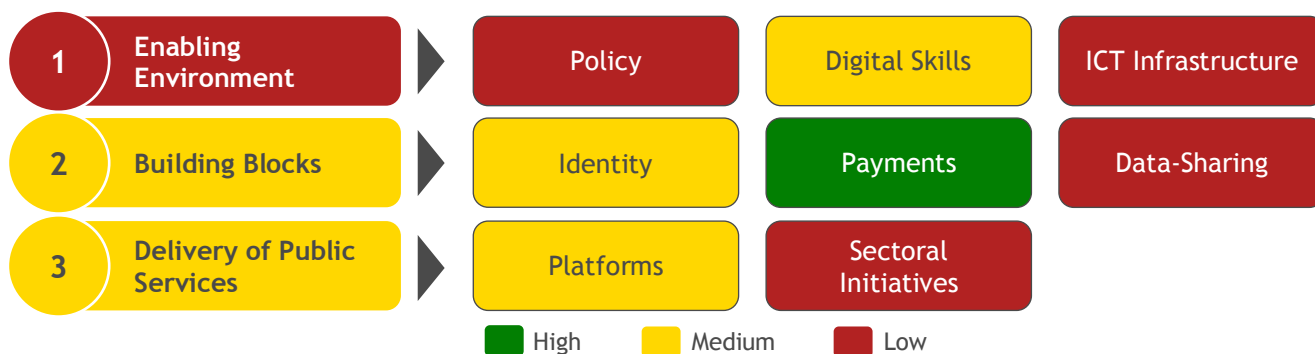 1
Enabling
Environment
Policy
Digital Skills
ICT Infrastructure
2
Building Blocks
Identity
Payments
Data-Sharing
3
Delivery of Public
Services
Platforms
Sectoral
Initiatives
High
Medium
Low